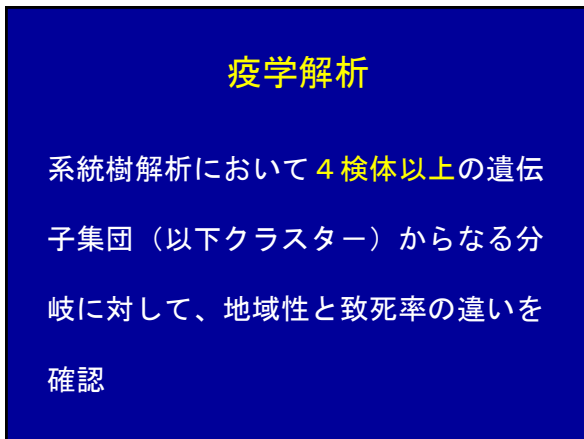 疫学解析
系統樹解析において４検体以上の遺伝
子集団（以下クラスター）からなる分
岐に対して、地域性と致死率の違いを
確認